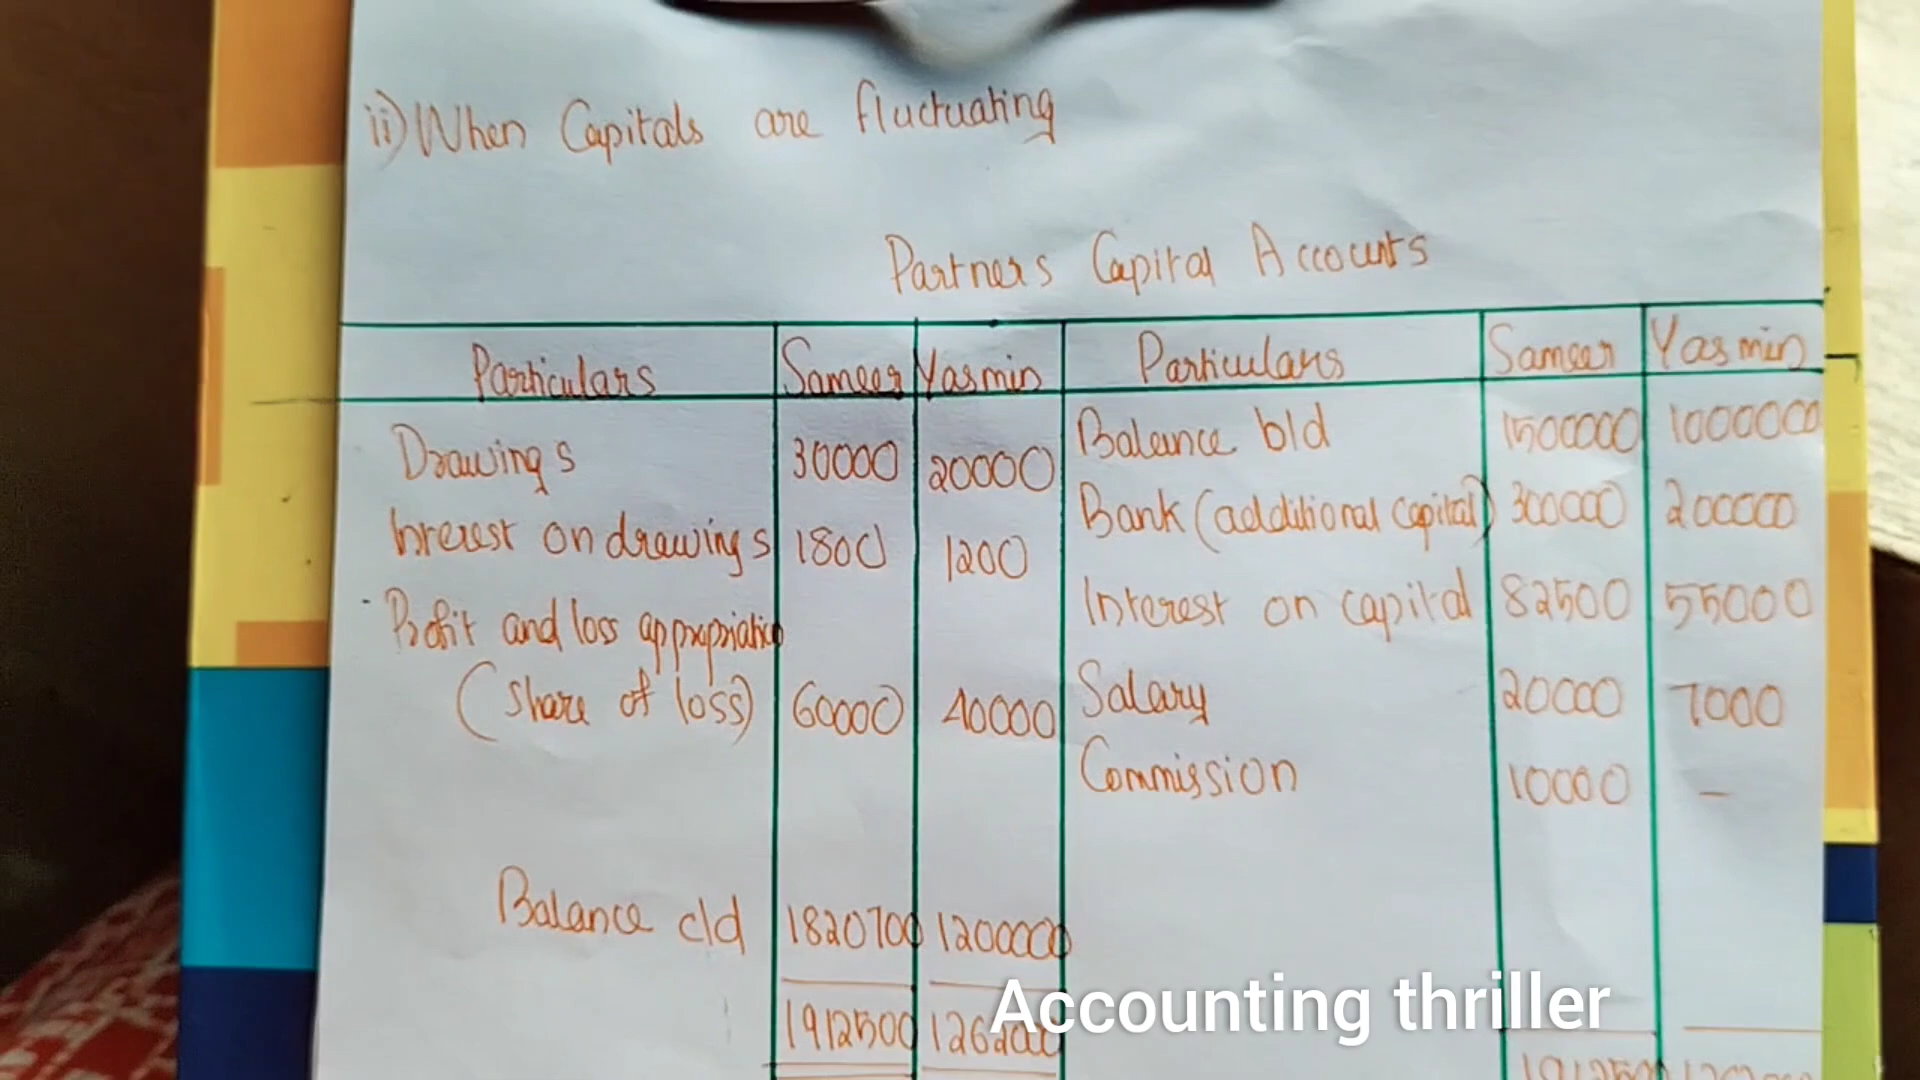 ii) When Capitals are fluctuating
Partners Capital Accounts
Particulars Sameer Yasmin Particulars Sameer Yasmin
Drawings 30000 20000 Balance b/d 1500000 1000000
Interest on drawings 1800 1200 Bank (additional capital) 300000 200000
Profit and loss appropriation Interest on capital 82500 55000
(Share of loss) 60000 40000 Salary 20000 7000
Commission 10000 —
Balance c/d 1820700 1200000
1912500
Accounting thriller